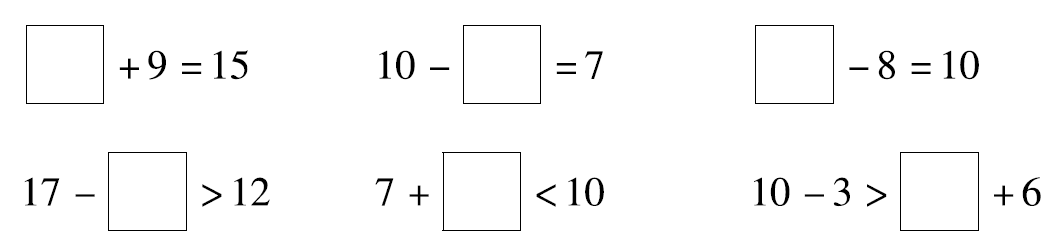 □ + 9 = 15 10 − □ = 7 □ − 8 = 10
17 − □ > 12 7 + □ < 10 10 − 3 > □ + 6